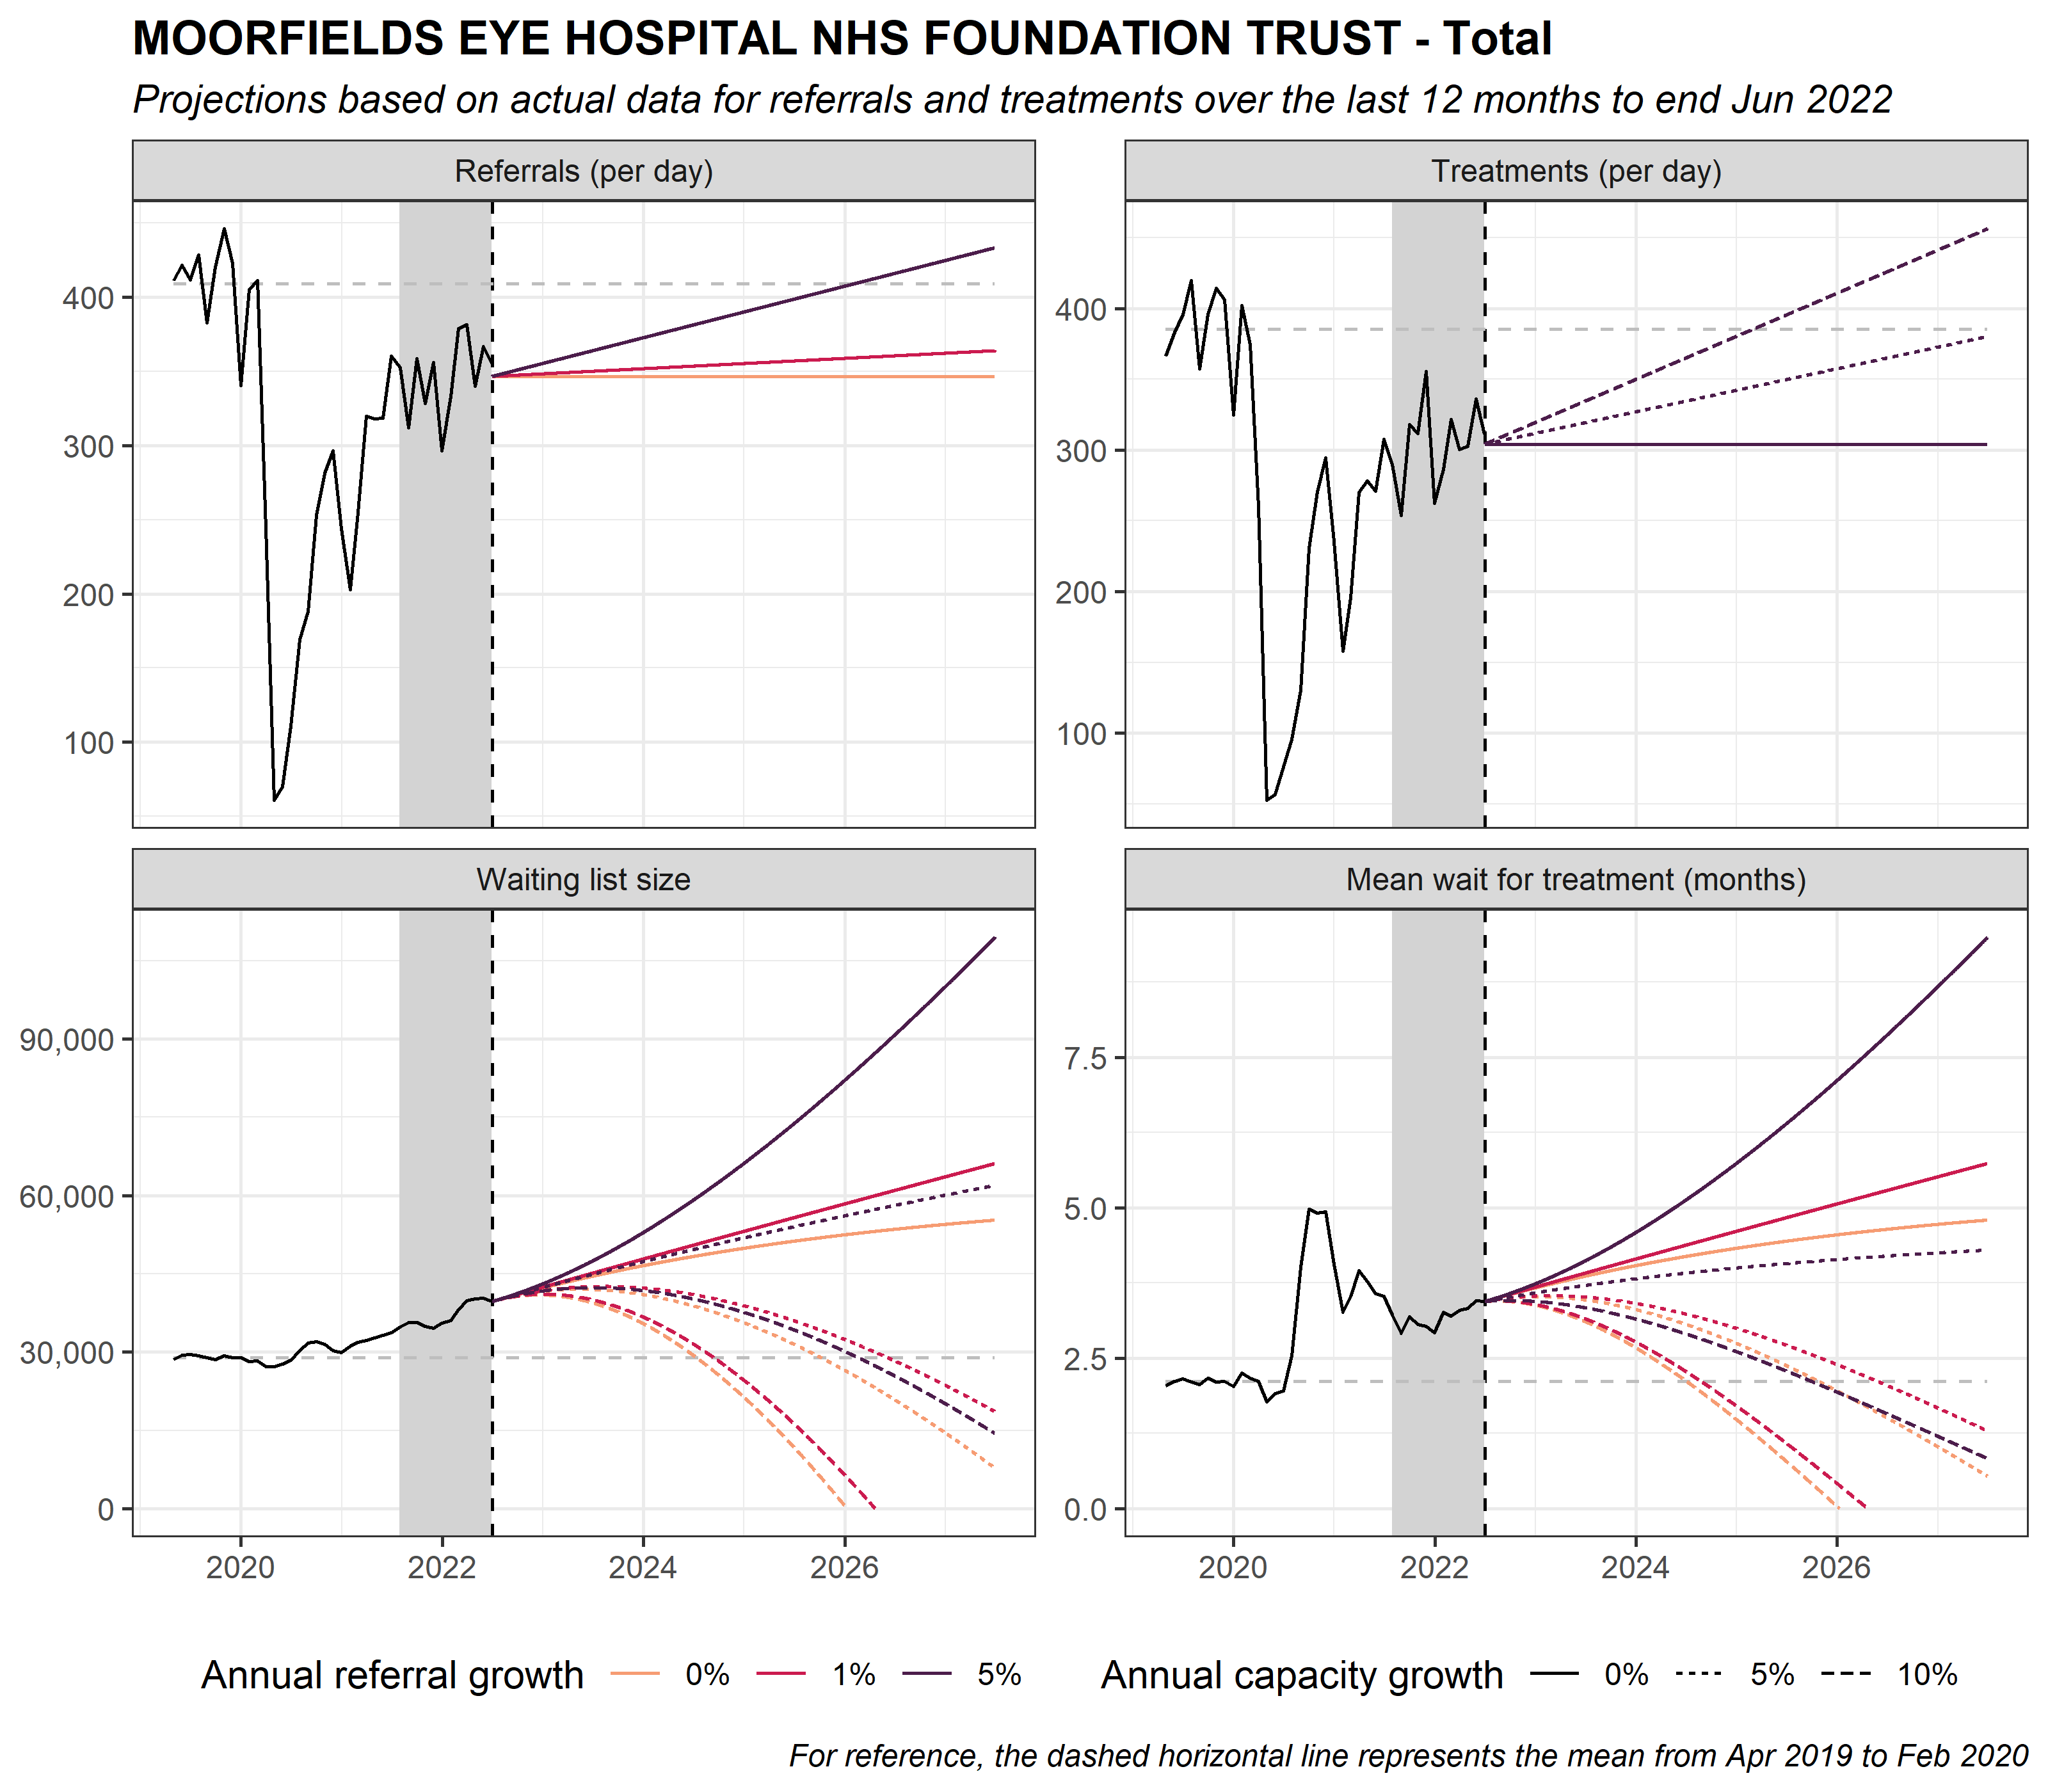 MOORFIELDS EYE HOSPITAL NHS FOUNDATION TRUST - Total
Projections based on actual data for referrals and treatments over the last 12 months to end Jun 2022
Referrals (per day)
400
300
200
100
Treatments (per day)
400
300
200
100
Waiting list size
90,000
60,000
30,000
0
2020 2022 2024 2026
Mean wait for treatment (months)
7.5
5.0
2.5
0.0
2020 2022 2024 2026
Annual referral growth 0% 1% 5%
Annual capacity growth 0% 5% 10%
For reference, the dashed horizontal line represents the mean from Apr 2019 to Feb 2020